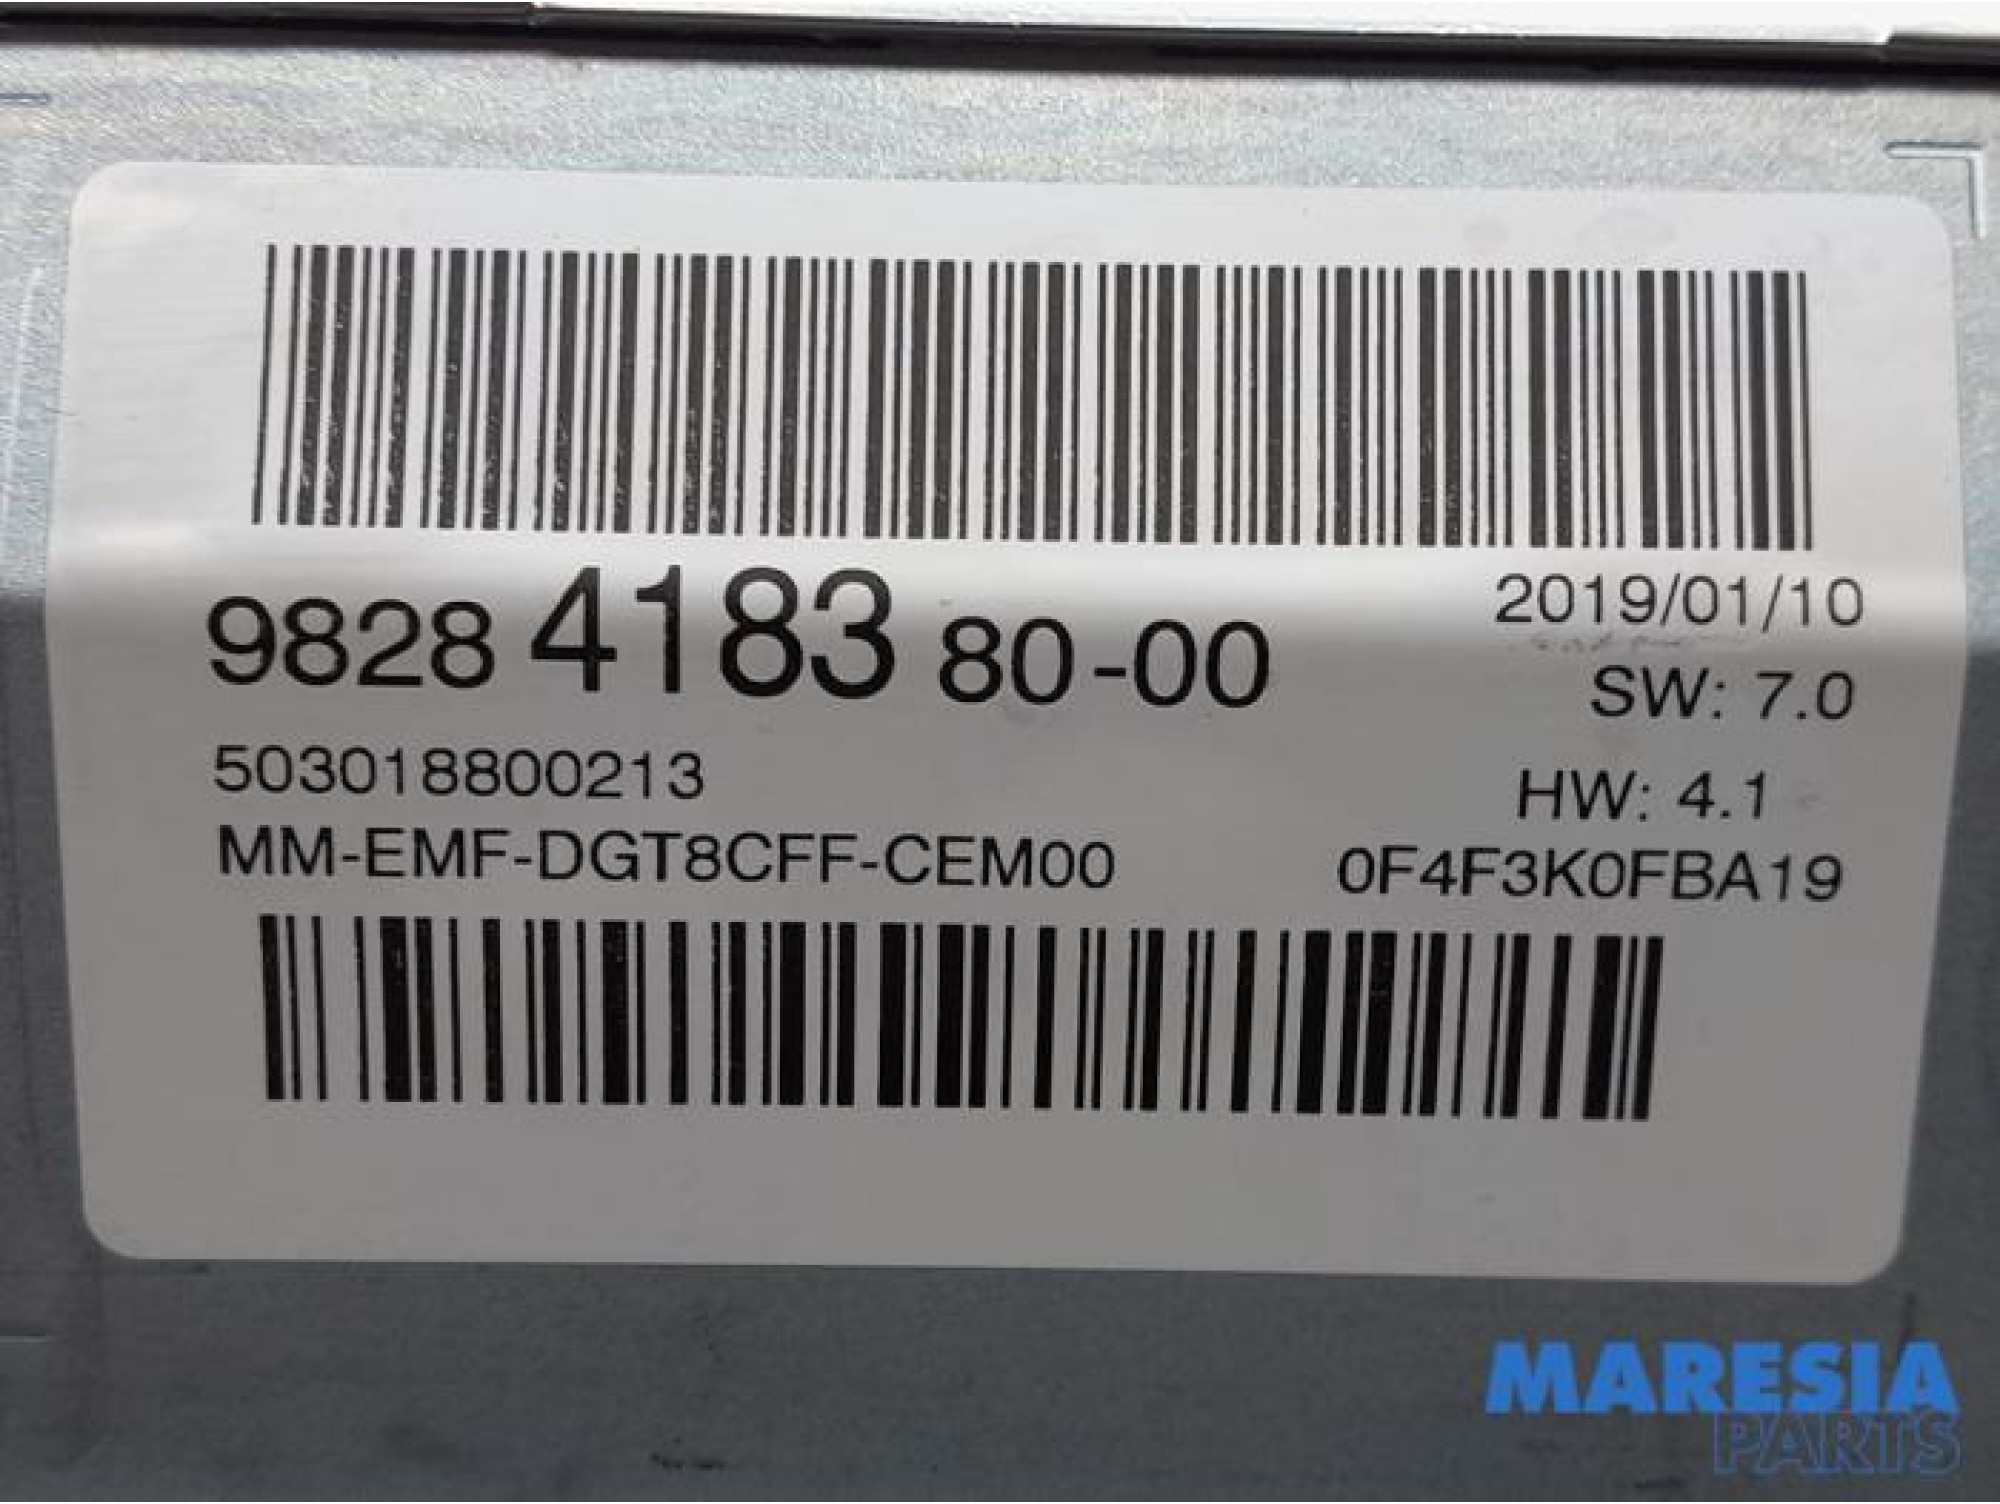 9828 4183 80-00
2019/01/10
SW: 7.0
503018800213
HW: 4.1
MM-EMF-DGT8CFF-CEM00
0F4F3K0FBA19
MARESIA
PARTS